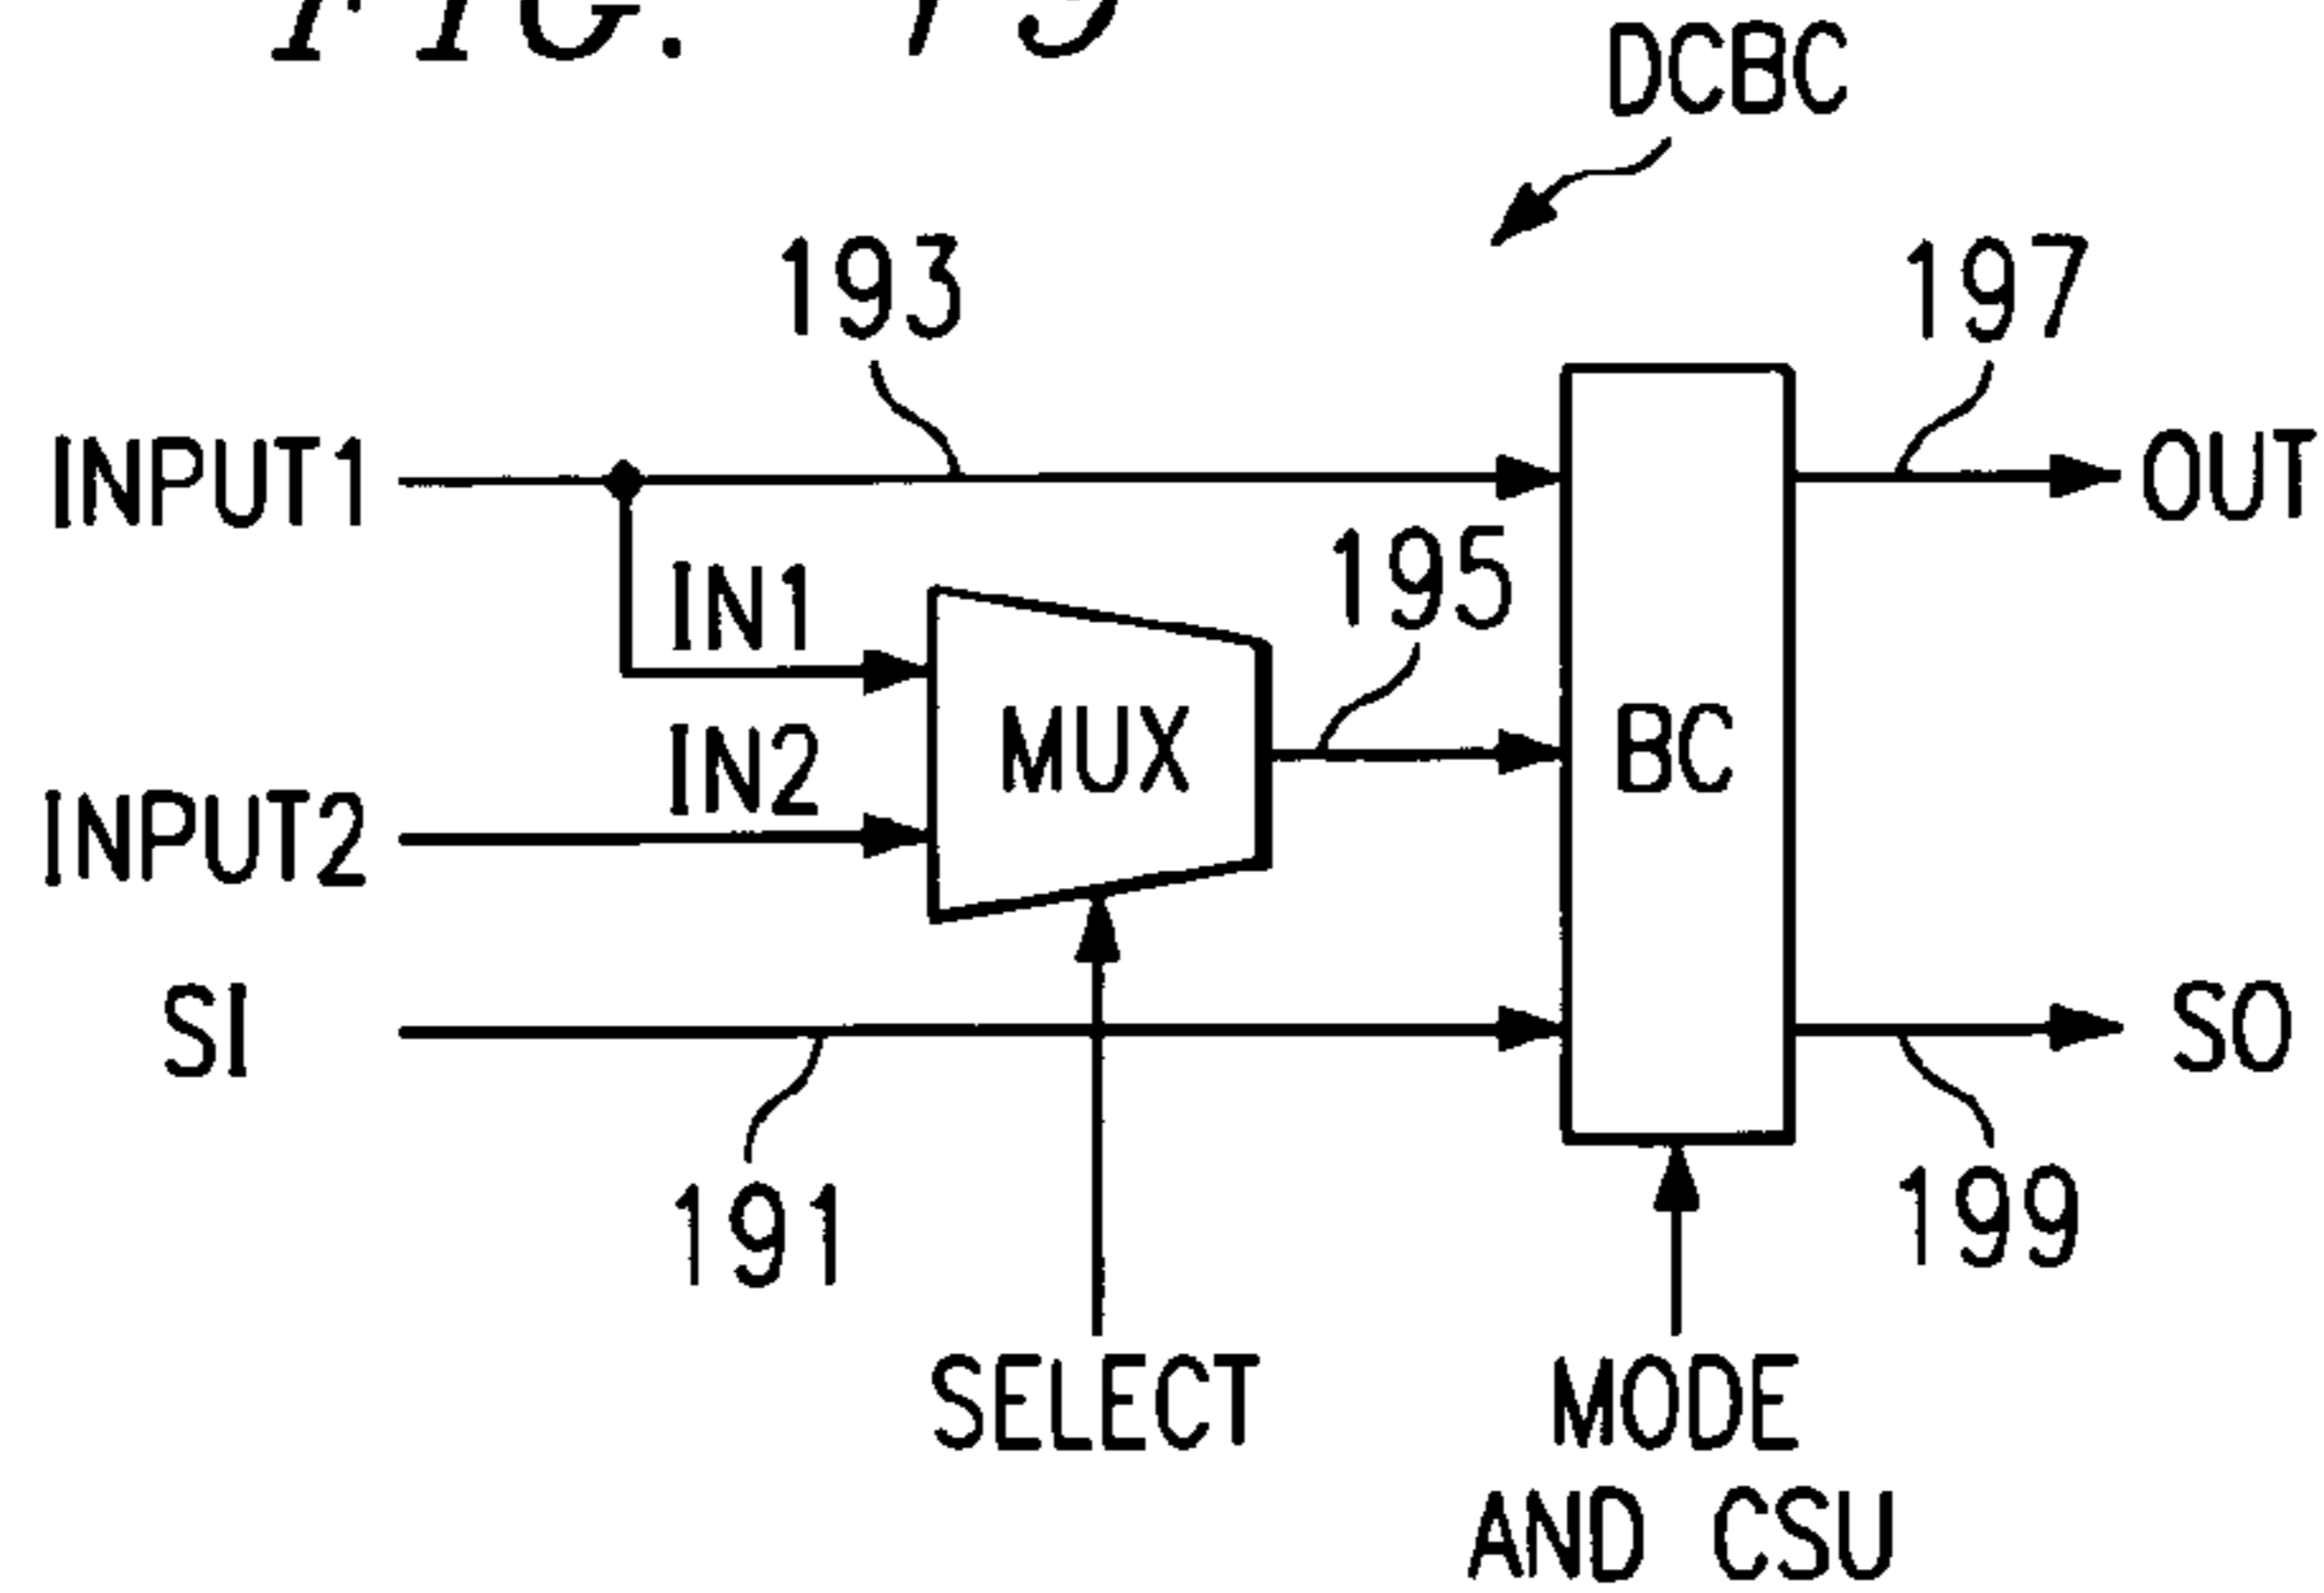 FIG. 19
DCBC
193
197
INPUT1
OUT
IN1
195
MUX
BC
IN2
INPUT2
SI
SO
191
199
SELECT
MODE
AND CSU